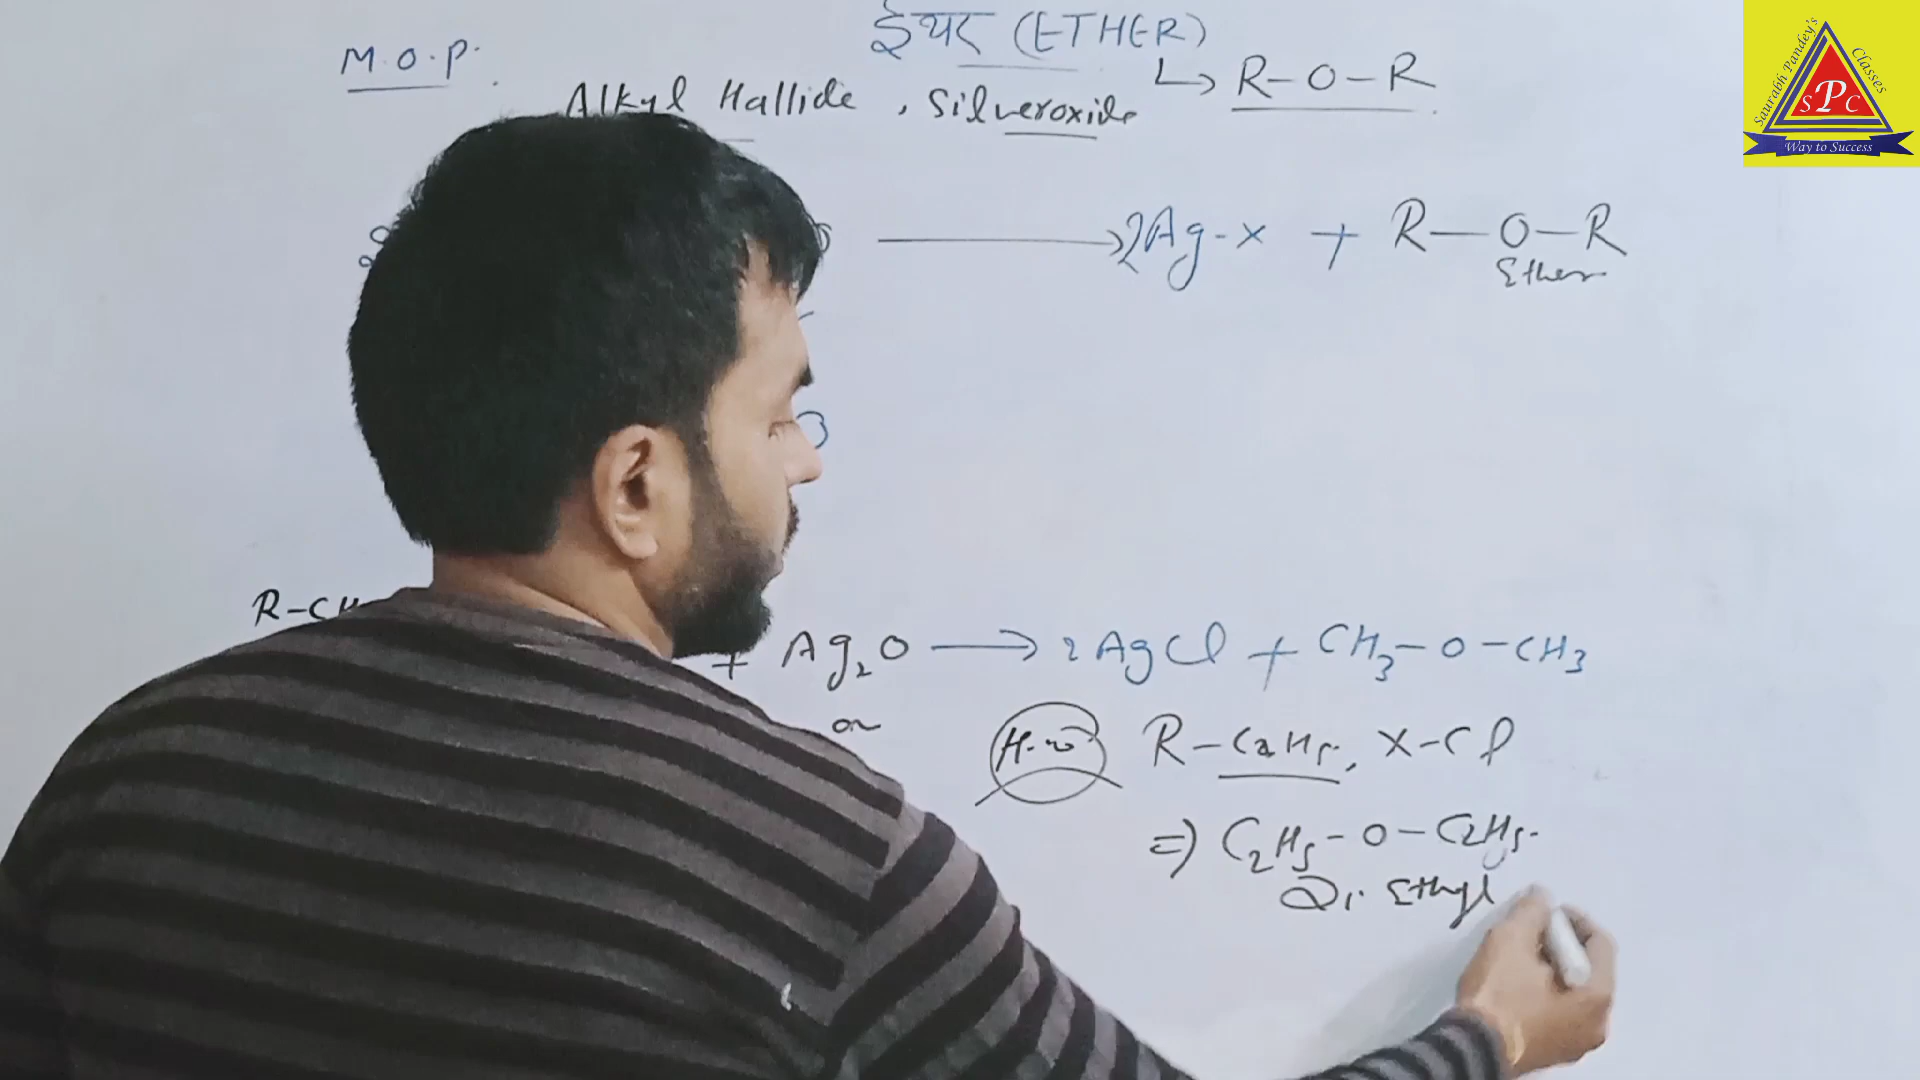 ईथर (ETHER)
M.O.P.
↳ R-O-R
Alkyl Hallide, Silveroxide
→ 2Ag-X + R-O-R
Ether
R-CH
+ Ag₂O → 2AgCl + CH₃-O-CH₃
or
H.w R-C₂H₅, X-Cl
⇒ C₂H₅-O-C₂H₅
Di Ethyl
Saurabh Pandey's Classes
SPC
Way to Success